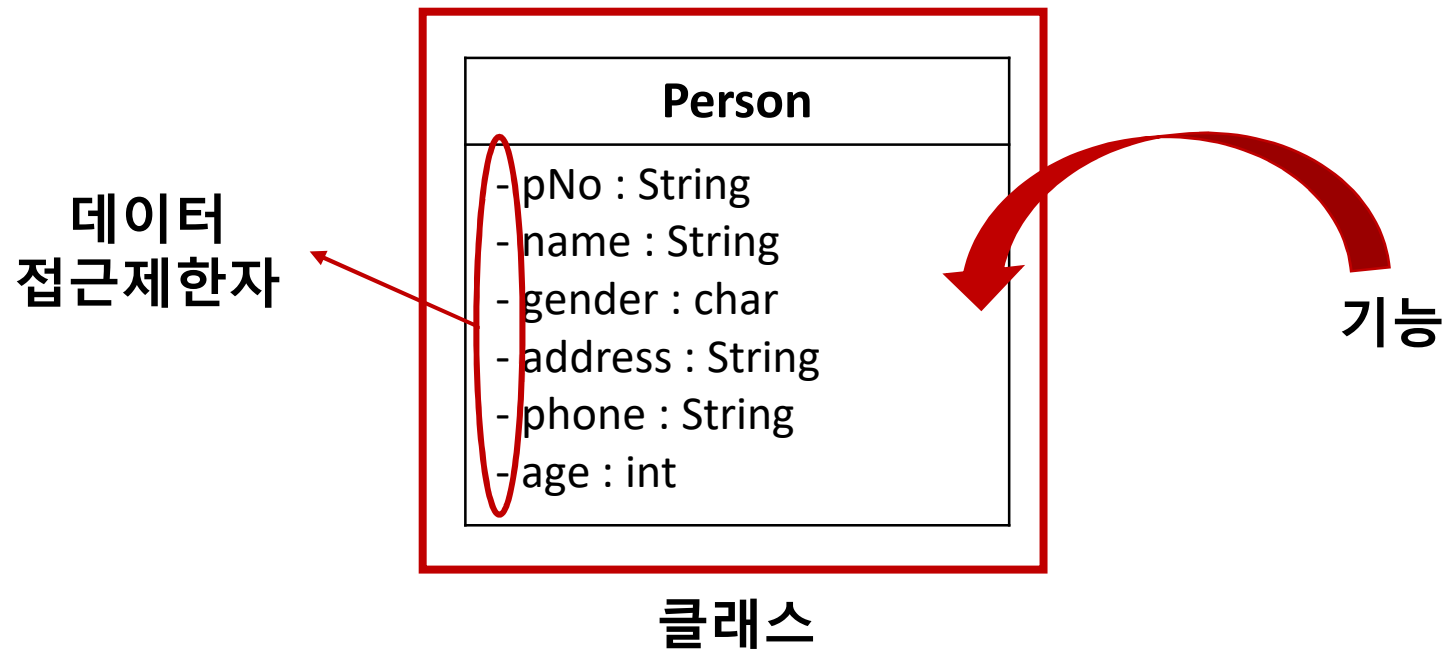 Person
데이터
접근제한자
- pNo : String
- name : String
- gender : char
- address : String
- phone : String
- age : int
기능
클래스